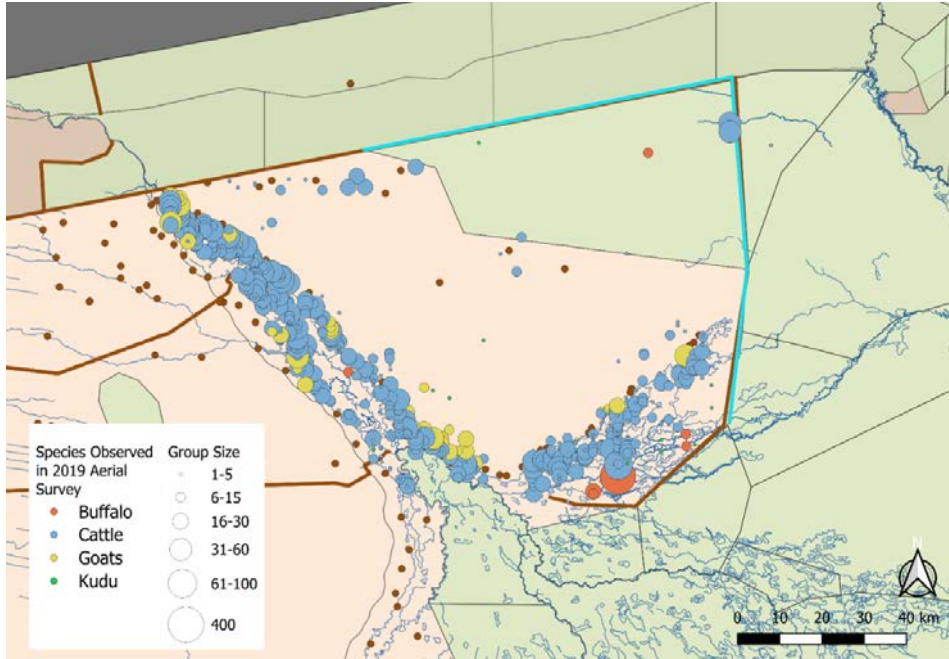 Species Observed
in 2019 Aerial
Survey
Buffalo
Cattle
Goats
Kudu
Group Size
1-5
6-15
16-30
31-60
61-100
400
N
0 10 20 30 40 km